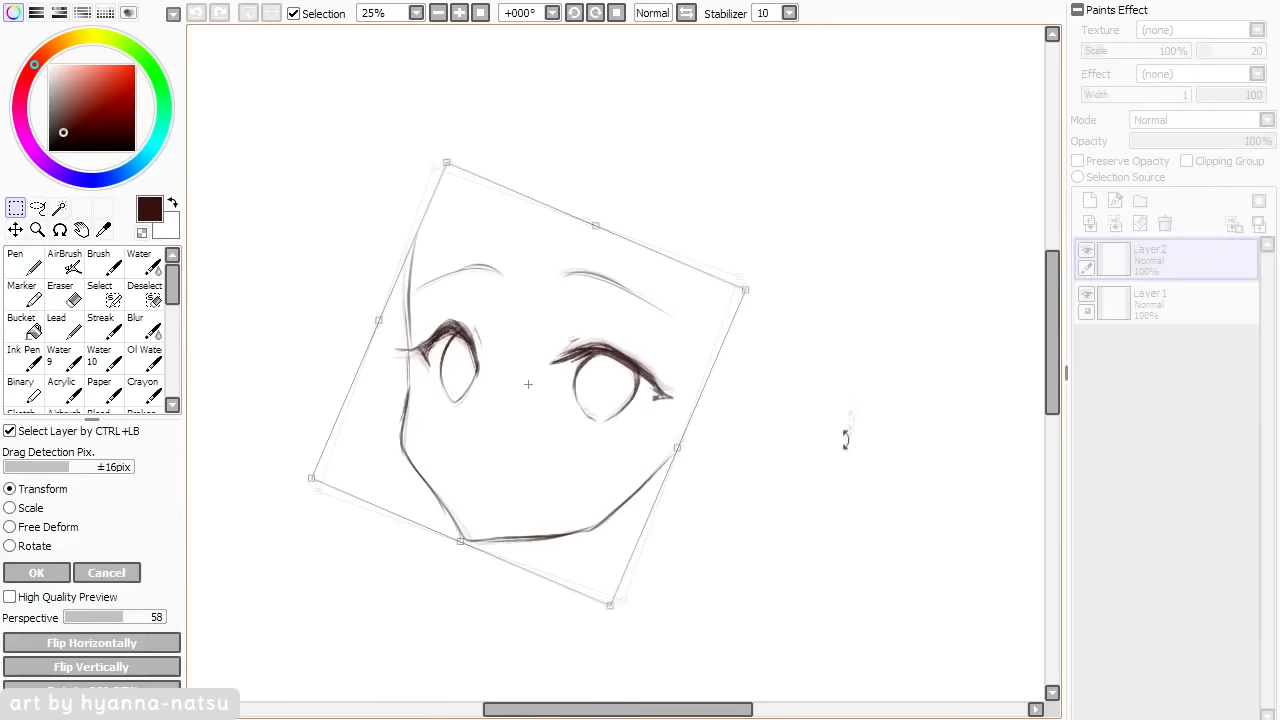 Selection 25% +000° Normal Stabilizer 10
Paints Effect
Texture (none)
Scale 100% 20
Effect (none)
Width 1 100
Mode Normal
Opacity 100%
Preserve Opacity Clipping Group
Selection Source
Layer2
Normal
100%
Layer1
Normal
100%
Pen AirBrush Brush Water
Marker Eraser Select Deselect
Bucket Lead Streak Blur
Ink Pen Water 9 Water 10 Oil Water
Binary Acrylic Paper Crayon
Select Layer by CTRL+LB
Drag Detection Pix.
±16pix
Transform
Scale
Free Deform
Rotate
OK Cancel
High Quality Preview
Perspective 58
Flip Horizontally
Flip Vertically
art by hyanna-natsu